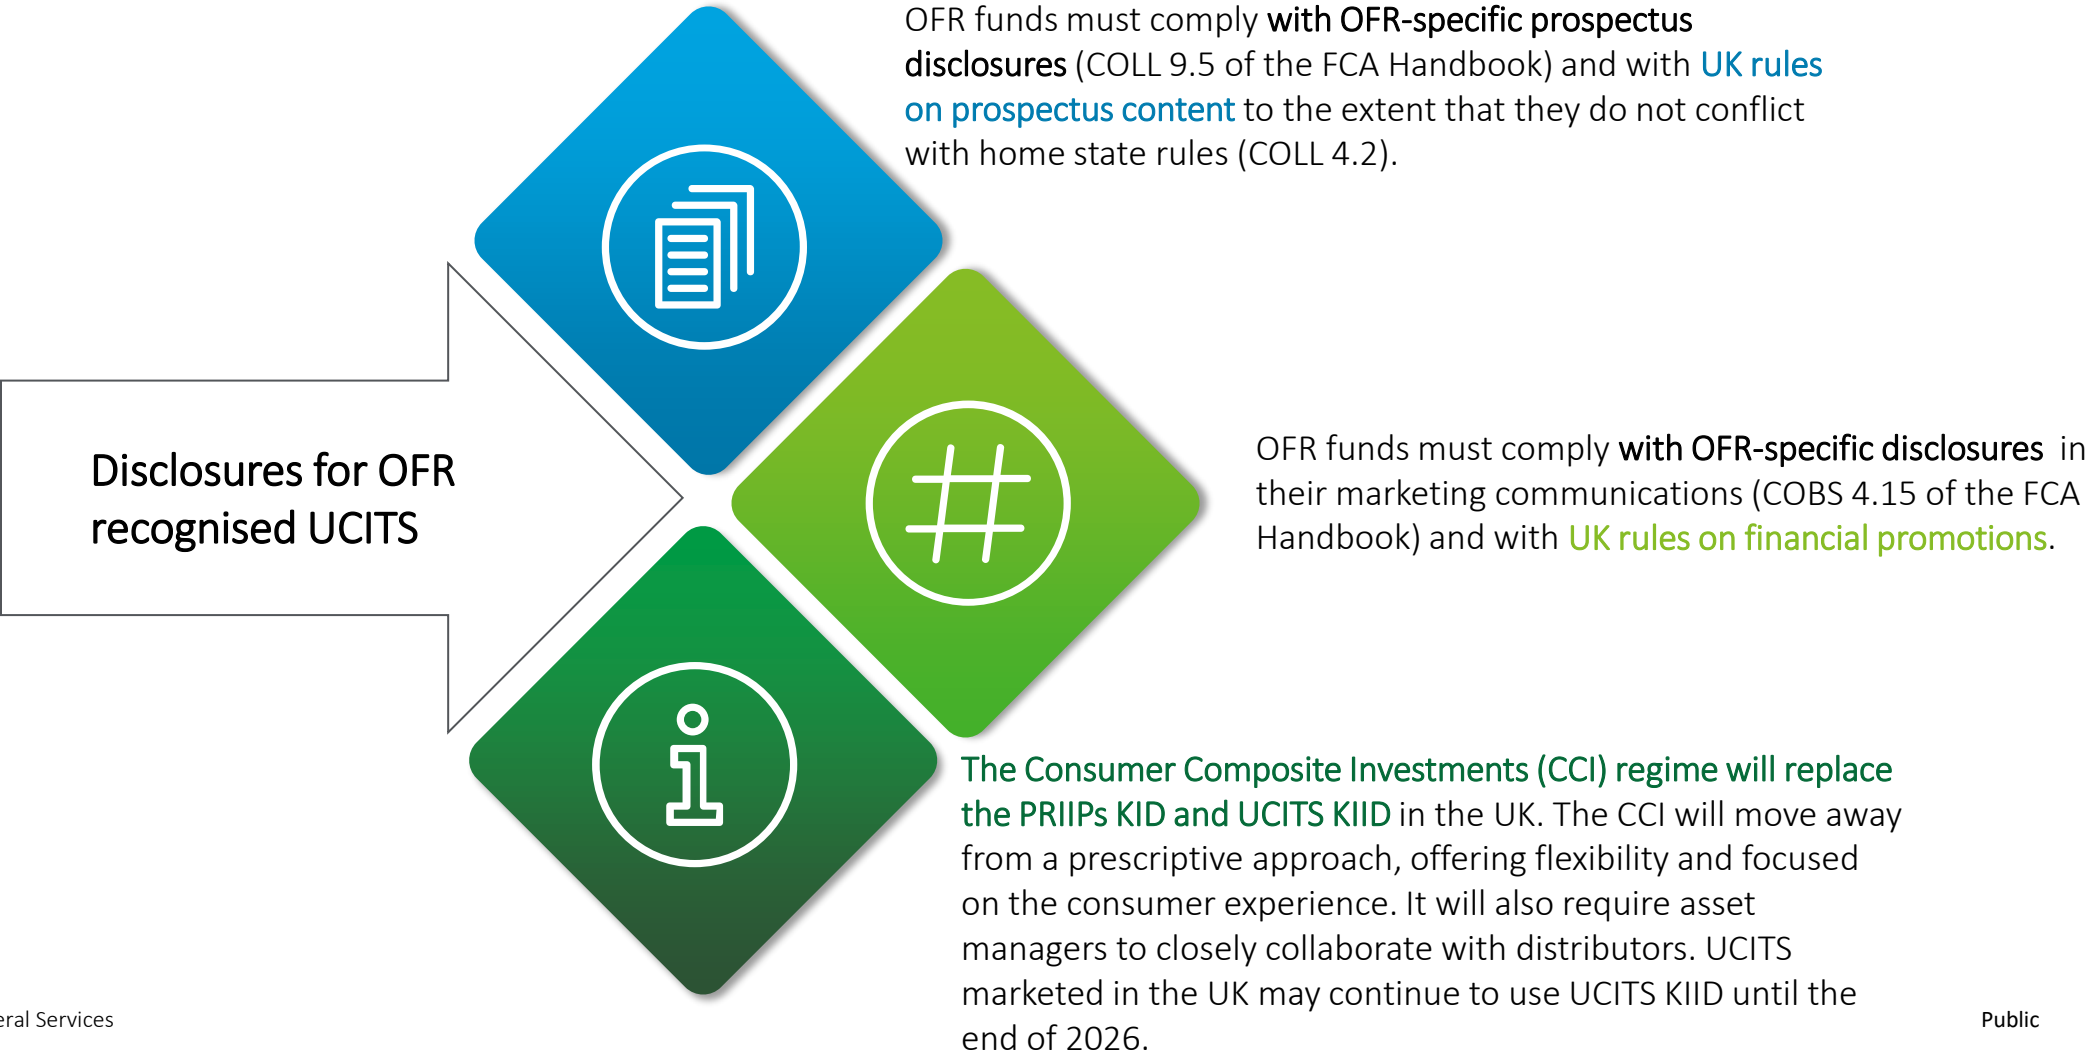 OFR funds must comply with OFR-specific prospectus
disclosures (COLL 9.5 of the FCA Handbook) and with UK rules
on prospectus content to the extent that they do not conflict
with home state rules (COLL 4.2).
Disclosures for OFR
recognised UCITS
OFR funds must comply with OFR-specific disclosures in
their marketing communications (COBS 4.15 of the FCA
Handbook) and with UK rules on financial promotions.
The Consumer Composite Investments (CCI) regime will replace
the PRIIPs KID and UCITS KIID in the UK. The CCI will move away
from a prescriptive approach, offering flexibility and focused
on the consumer experience. It will also require asset
managers to closely collaborate with distributors. UCITS
marketed in the UK may continue to use UCITS KIID until the
end of 2026.
Services
Public